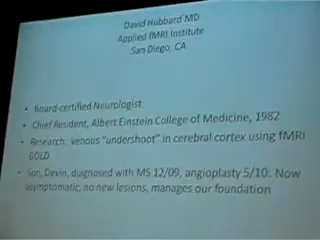 David Hubbard MD
Applied fMRI Institute
San Diego, CA
• Board-certified Neurologist
• Chief Resident, Albert Einstein College of Medicine, 1982
• Research: venous "undershoot" in cerebral cortex using fMRI
BOLD
• Son, Devin, diagnosed with MS 12/09, angioplasty 5/10. Now
asymptomatic, no new lesions, manages our foundation